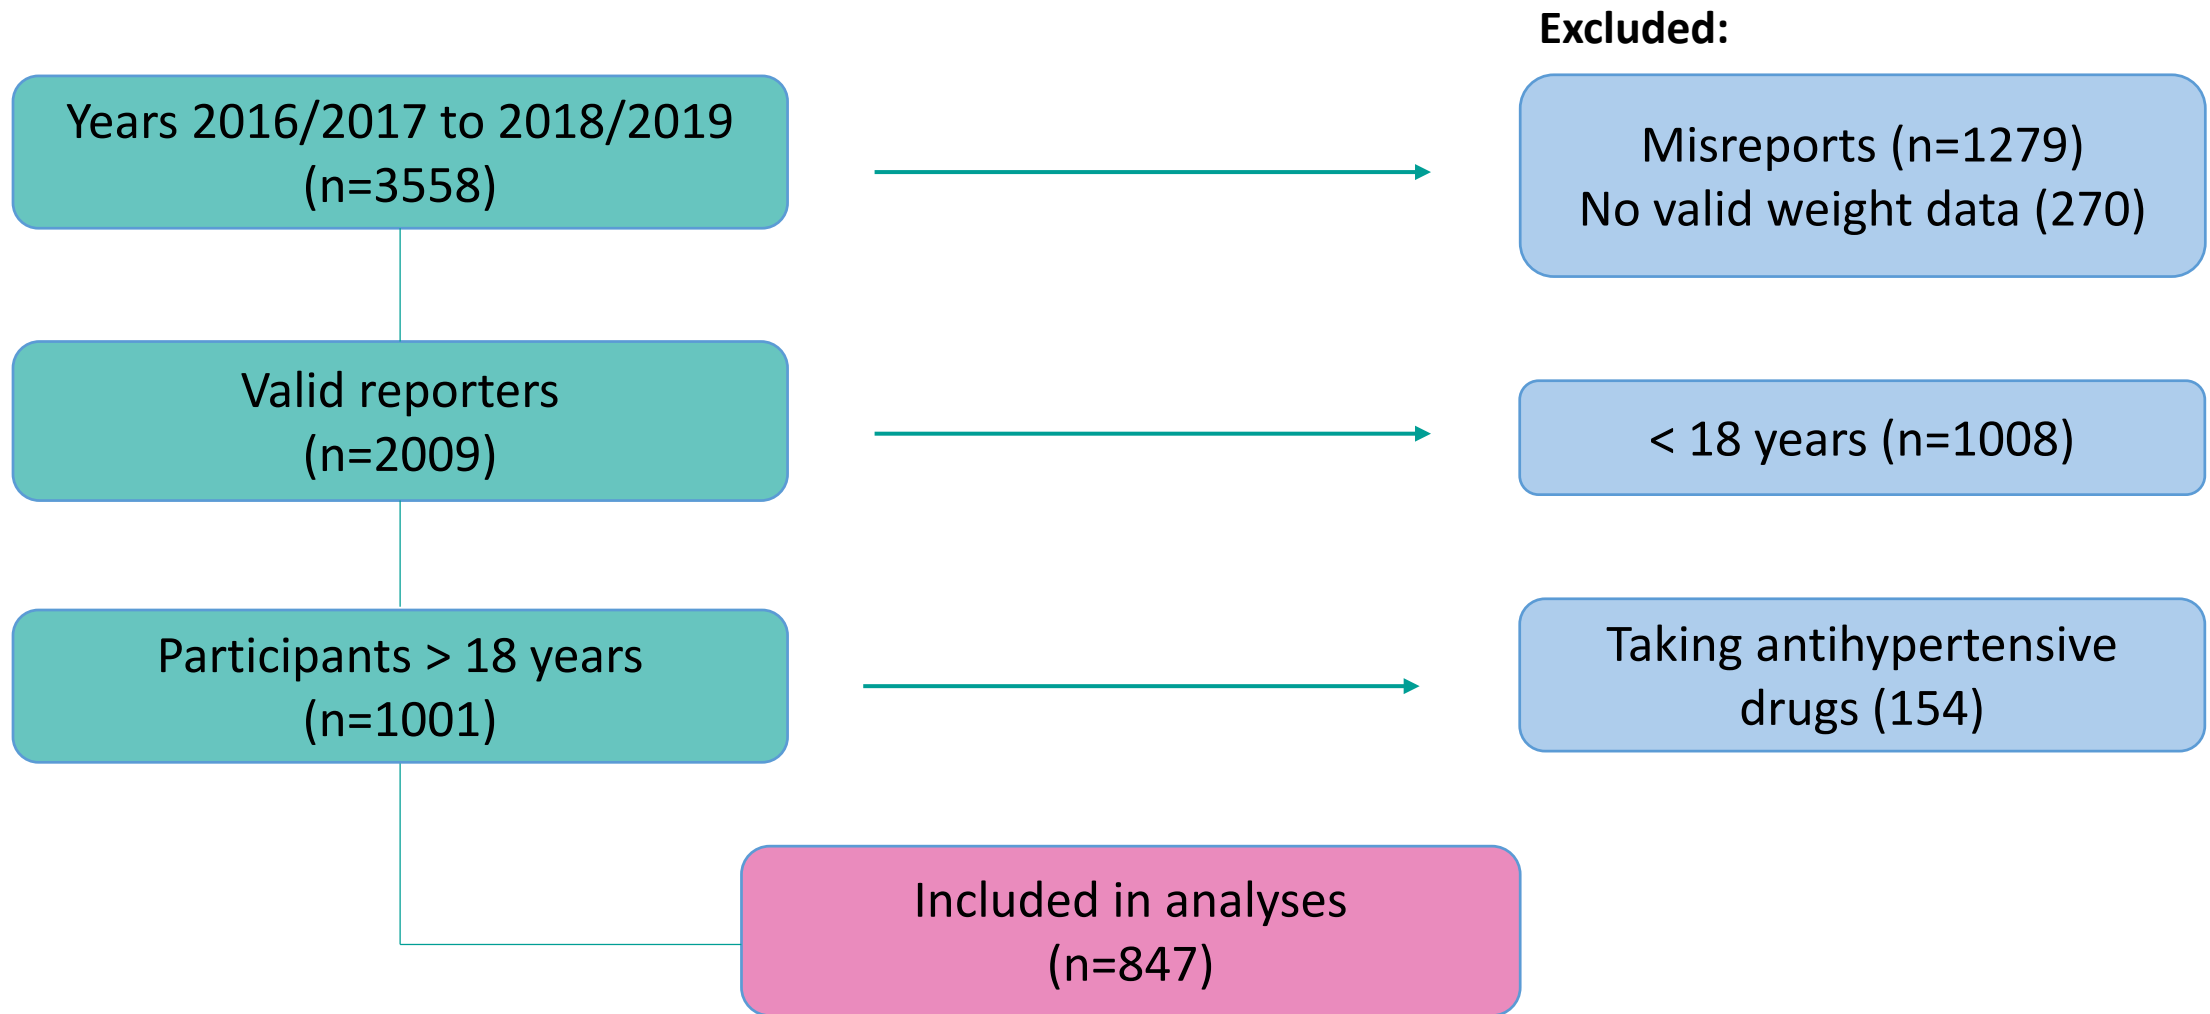 Excluded:
Years 2016/2017 to 2018/2019
(n=3558)
Misreports (n=1279)
No valid weight data (270)
Valid reporters
(n=2009)
< 18 years (n=1008)
Participants > 18 years
(n=1001)
Taking antihypertensive
drugs (154)
Included in analyses
(n=847)